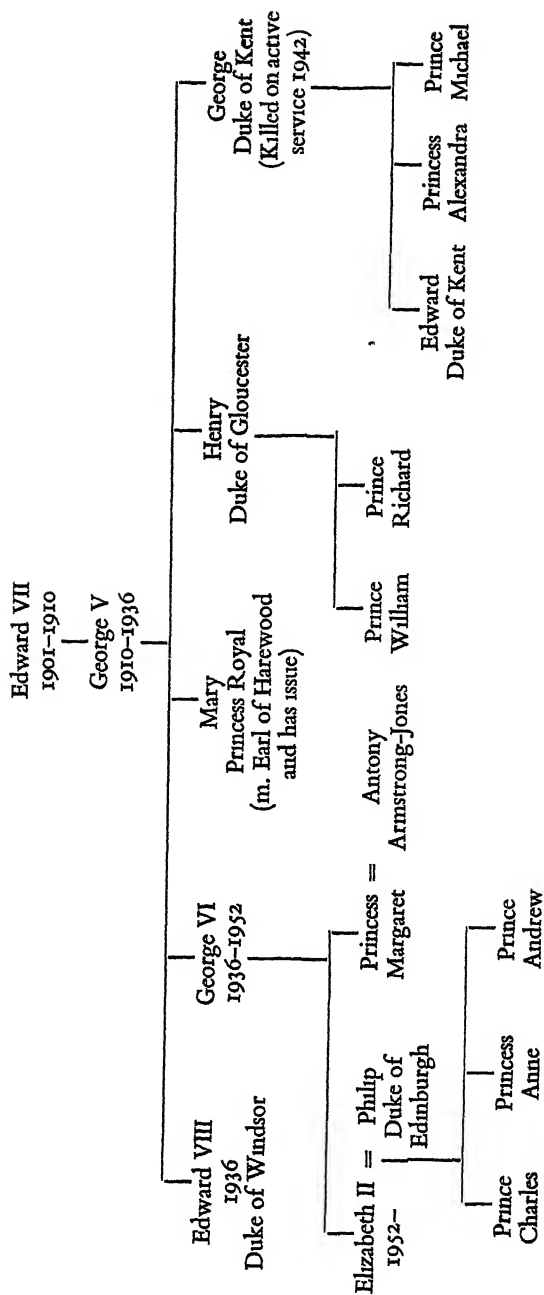 Edward VII
1901–1910
George V
1910–1936
Edward VIII
1936
Duke of Windsor
George VI
1936–1952
Mary
Princess Royal
(m. Earl of Harewood
and has issue)
Henry
Duke of Gloucester
George
Duke of Kent
(Killed on active
service 1942)
Elizabeth II = Philip
1952– Duke of
Edinburgh
Princess = Antony
Margaret Armstrong-Jones
Prince
William
Prince
Richard
Edward
Duke of Kent
Princess
Alexandra
Prince
Michael
Prince
Charles
Princess
Anne
Prince
Andrew